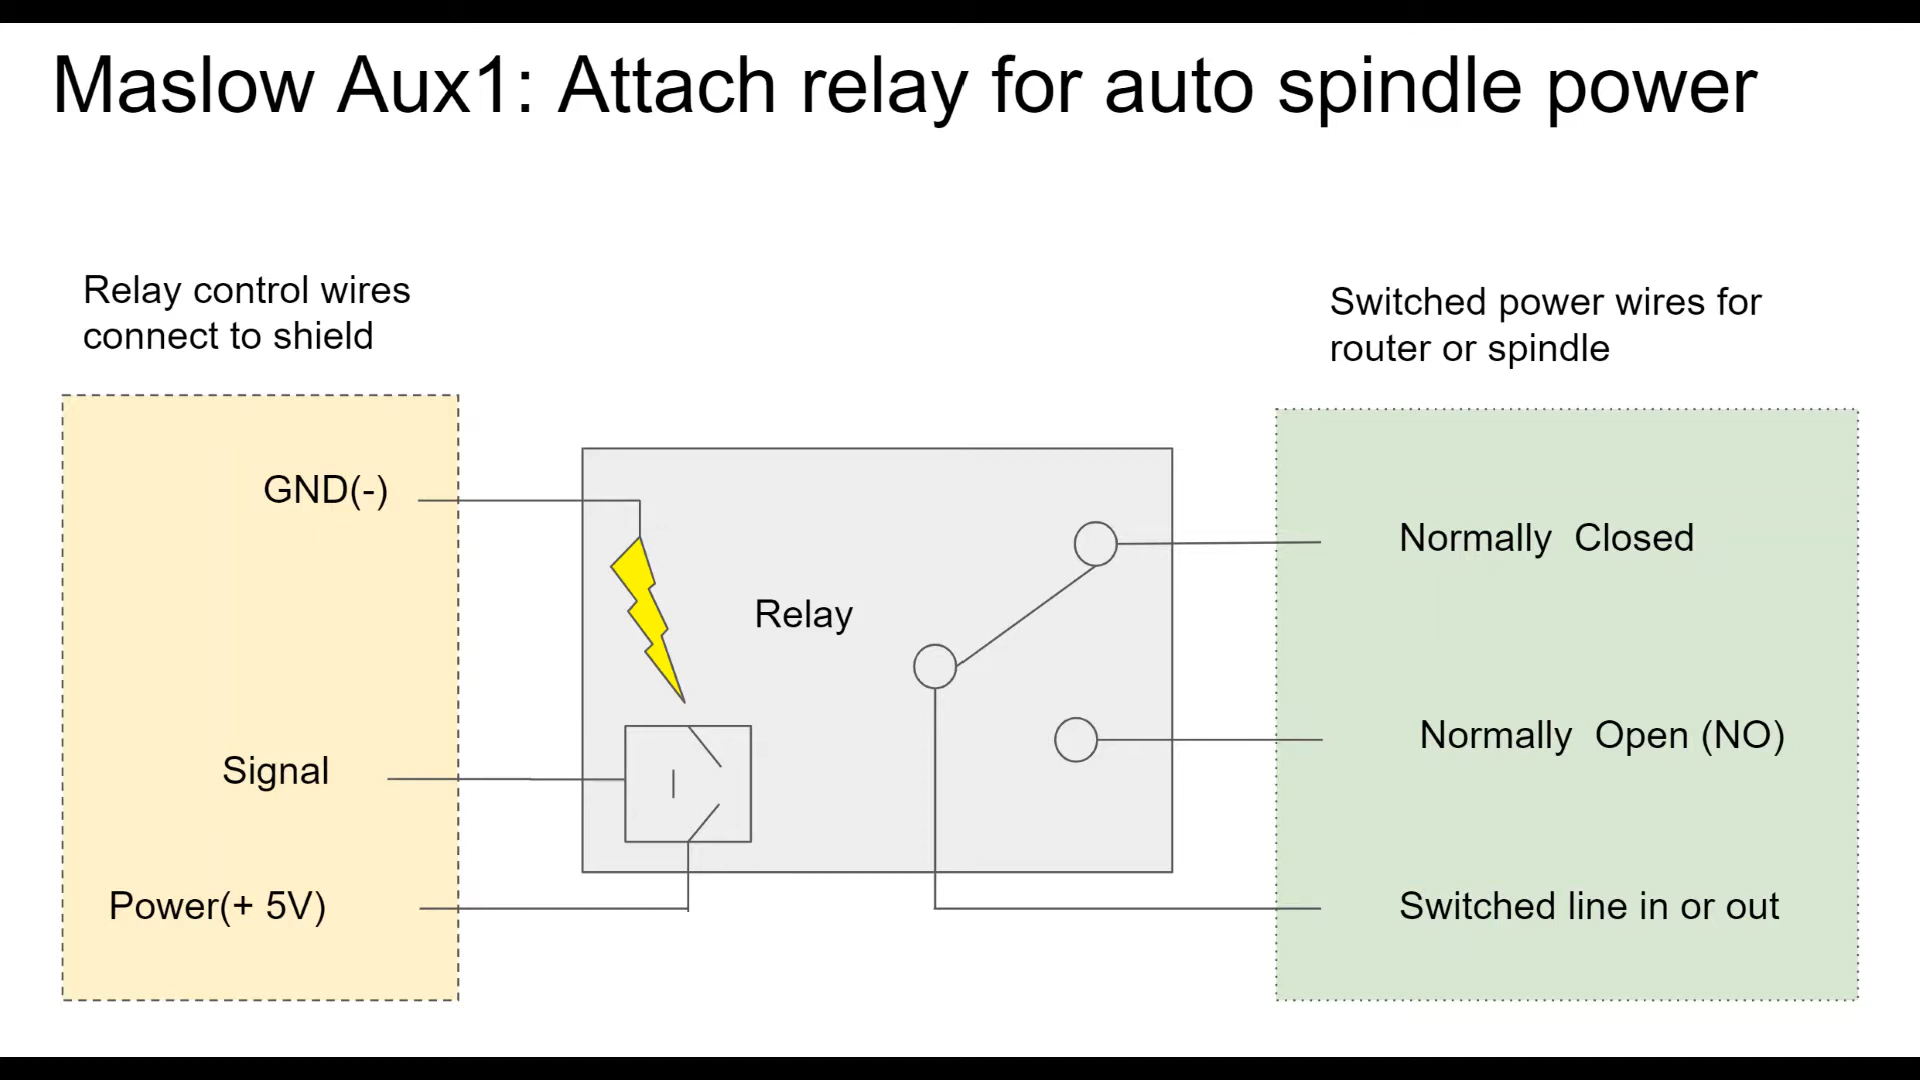 Maslow Aux1: Attach relay for auto spindle power
Relay control wires
connect to shield
Switched power wires for
router or spindle
GND(-)
Normally Closed
Relay
Normally Open (NO)
Signal
Power(+ 5V)
Switched line in or out